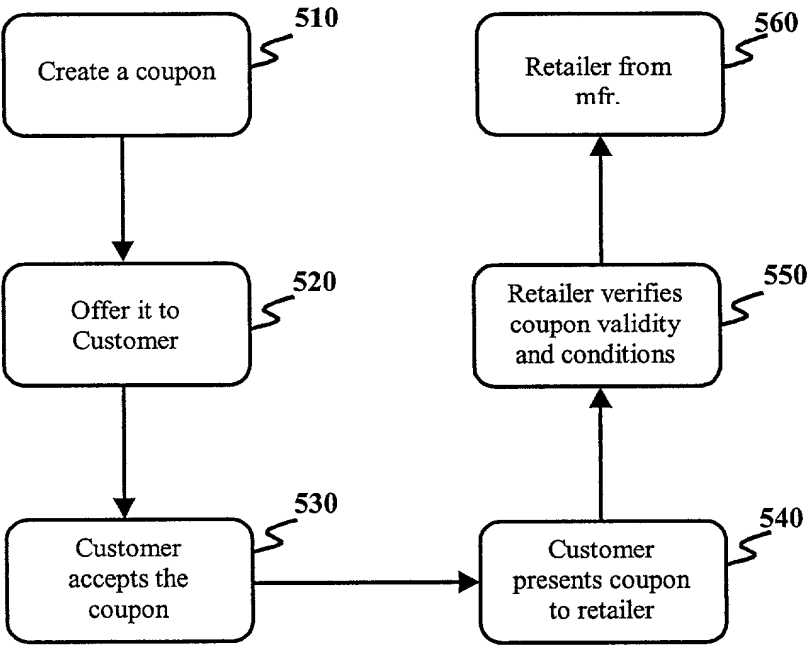 Create a coupon
510
Offer it to
Customer
520
Customer
accepts the
coupon
530
Customer
presents coupon
to retailer
540
Retailer verifies
coupon validity
and conditions
550
Retailer from
mfr.
560